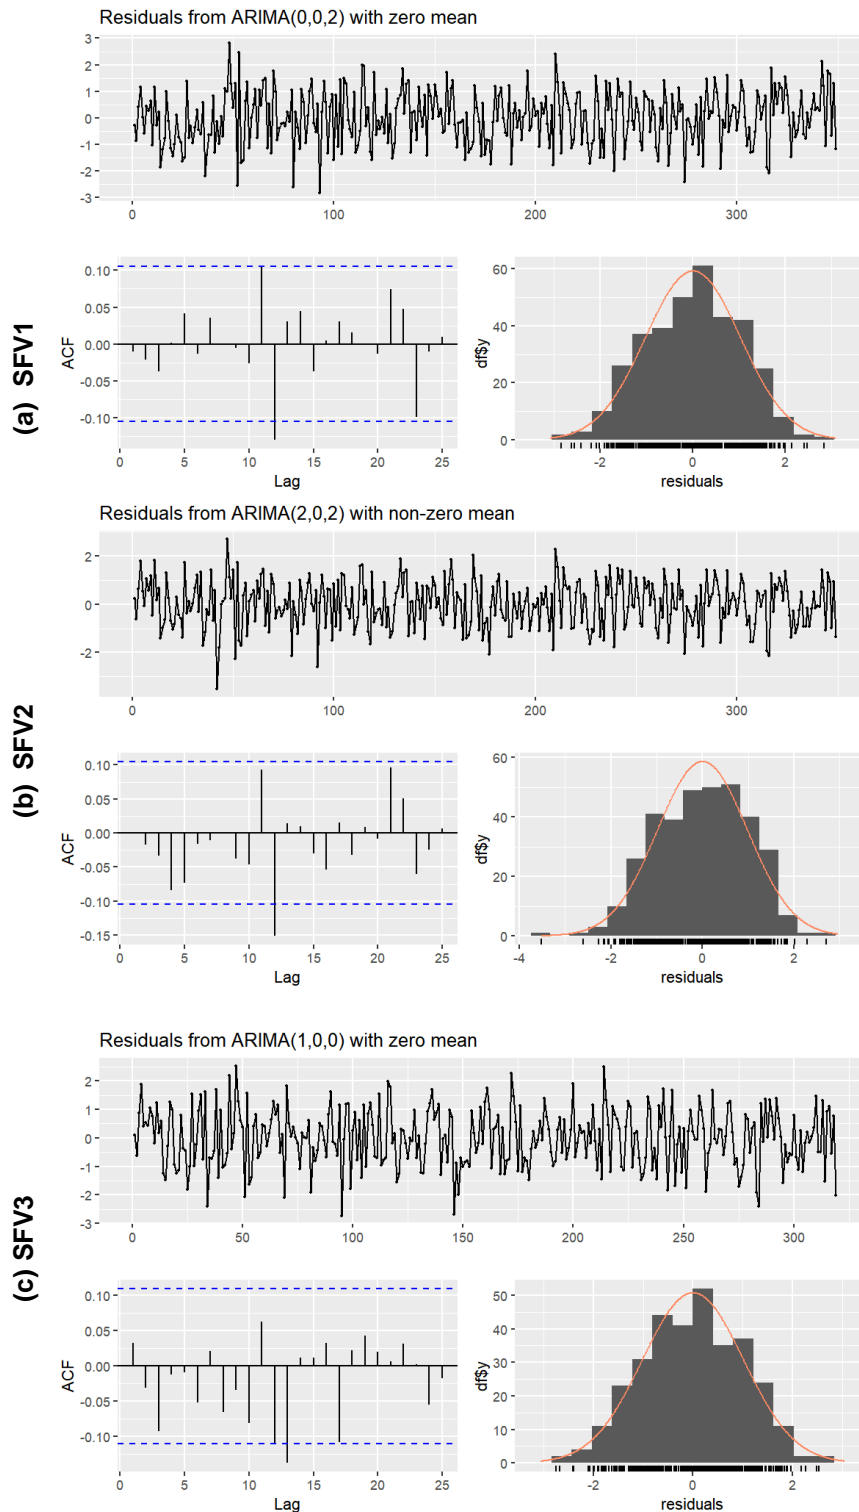 Residuals from ARIMA(0,0,2) with zero mean
3
2
1
0
-1
-2
-3
0 100 200 300
(a) SFV1
ACF
0.10
0.05
0.00
-0.05
-0.10
0 5 10 15 20 25
Lag
df$y
60
40
20
0
-2 0 2
residuals
Residuals from ARIMA(2,0,2) with non-zero mean
2
0
-2
0 100 200 300
(b) SFV2
ACF
0.10
0.05
0.00
-0.05
-0.10
-0.15
0 5 10 15 20 25
Lag
df$y
60
40
20
0
-4 -2 0 2
residuals
Residuals from ARIMA(1,0,0) with zero mean
2
1
0
-1
-2
-3
0 50 100 150 200 250 300
(c) SFV3
ACF
0.10
0.05
0.00
-0.05
-0.10
0 5 10 15 20 25
Lag
df$y
50
40
30
20
10
0
-2 0 2
residuals